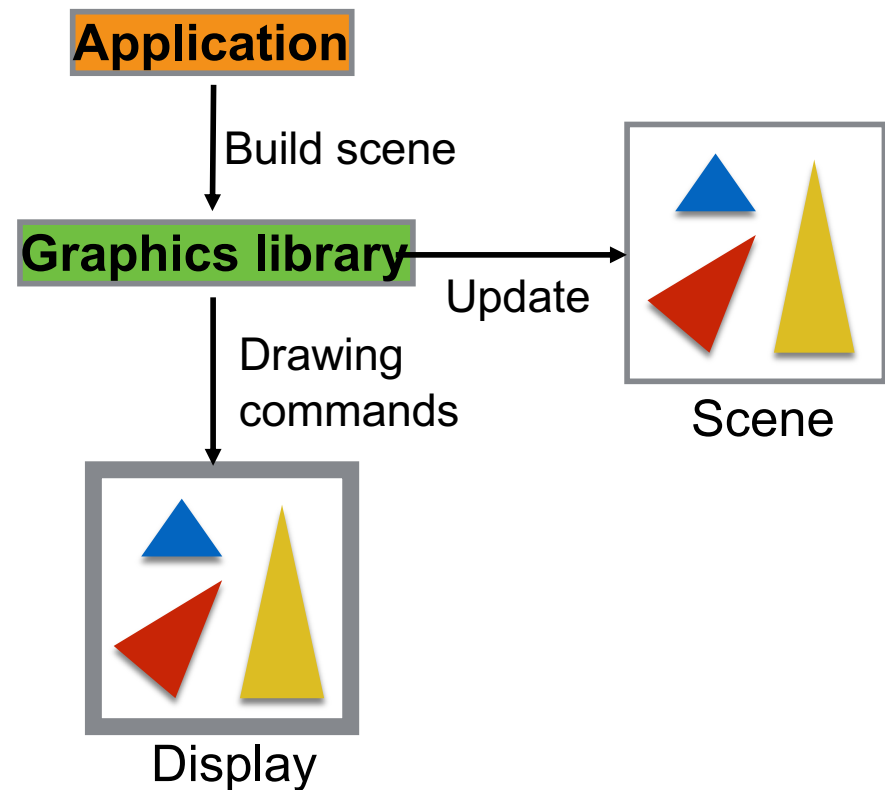 Application
Build scene
Graphics library
Update
Drawing
commands
Scene
Display